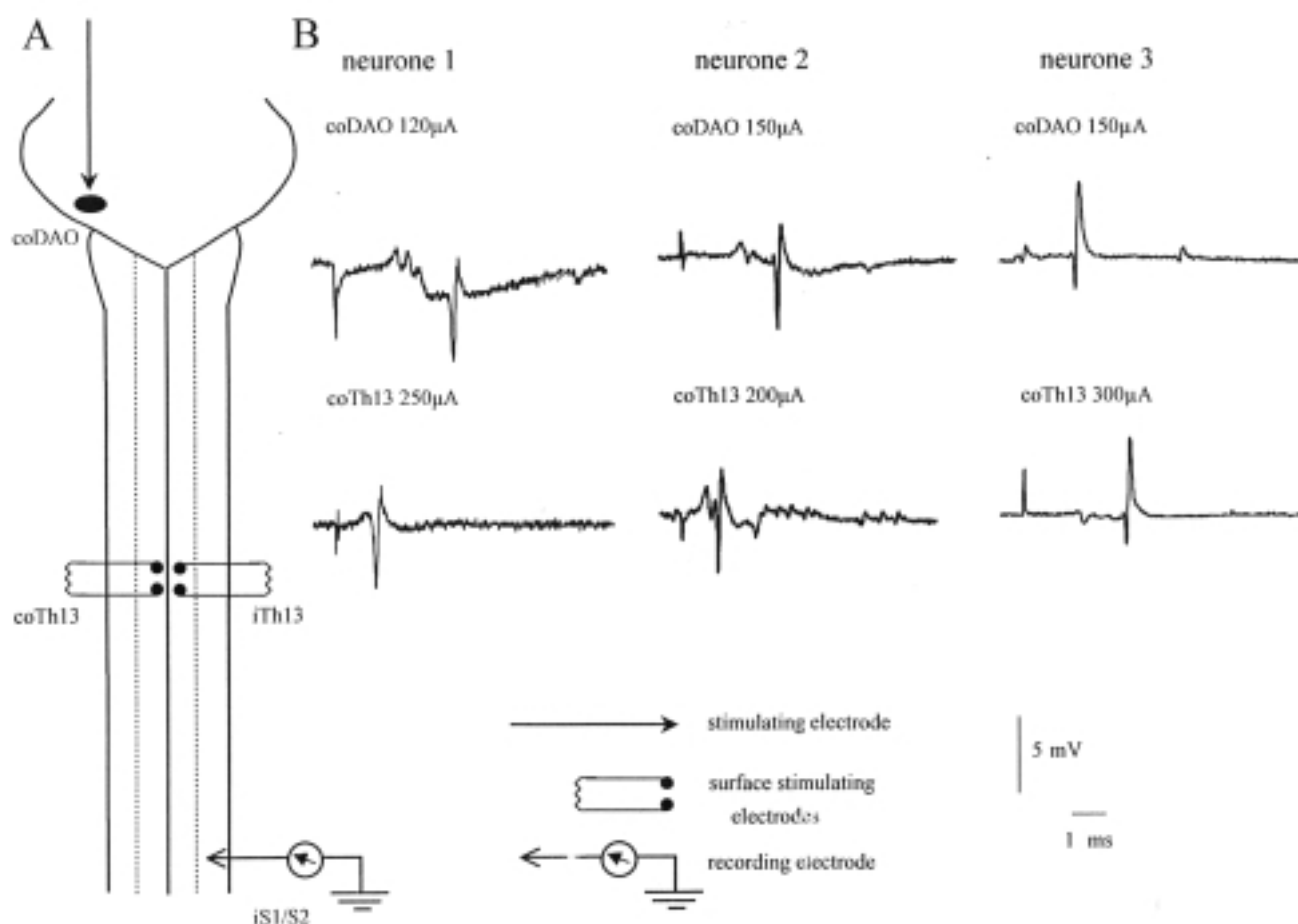 A
B
neurone 1
neurone 2
neurone 3
coDAO 120µA
coDAO 150µA
coDAO 150µA
coDAO
coTh13 250µA
coTh13 200µA
coTh13 300µA
coTh13
iTh13
stimulating electrode
surface stimulating
electrodes
recording electrode
5 mV
1 ms
iS1/S2